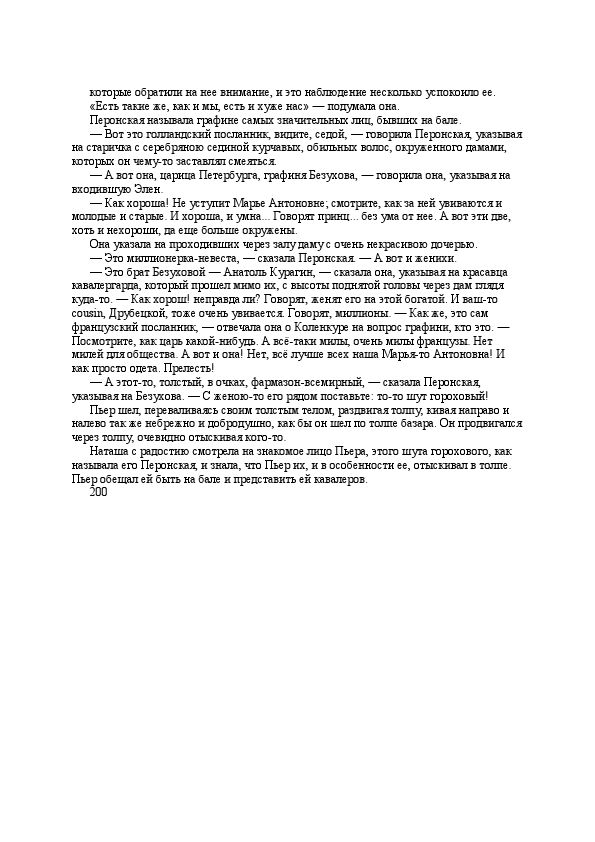 которые обратили на нее внимание, и это наблюдение несколько успокоило ее.
«Есть такие же, как и мы, есть и хуже нас» — подумала она.
Перонская называла графине самых значительных лиц, бывших на бале.
— Вот это голландский посланник, видите, седой, — говорила Перонская, указывая
на старичка с серебряною сединой курчавых, обильных волос, окруженного дамами,
которых он чему-то заставлял смеяться.
— А вот она, царица Петербурга, графиня Безухова, — говорила она, указывая на
входившую Элен.
— Как хороша! Не уступит Марье Антоновне; смотрите, как за ней увиваются и
молодые и старые. И хороша, и умна... Говорят принц... без ума от нее. А вот эти две,
хоть и нехороши, да еще больше окружены.
Она указала на проходивших через залу даму с очень некрасивою дочерью.
— Это миллионерка-невеста, — сказала Перонская. — А вот и женихи.
— Это брат Безуховой — Анатоль Курагин, — сказала она, указывая на красавца
кавалергарда, который прошел мимо их, с высоты поднятой головы через дам глядя
куда-то. — Как хорош! неправда ли? Говорят, женят его на этой богатой. И ваш-то
cousin, Друбецкой, тоже очень увивается. Говорят, миллионы. — Как же, это сам
французский посланник, — отвечала она о Коленкуре на вопрос графини, кто это. —
Посмотрите, как царь какой-нибудь. А всё-таки милы, очень милы французы. Нет
милей для общества. А вот и она! Нет, всё лучше всех наша Марья-то Антоновна! И
как просто одета. Прелесть!
— А этот-то, толстый, в очках, фармазон-всемирный, — сказала Перонская,
указывая на Безухова. — С женою-то его рядом поставьте: то-то шут гороховый!
Пьер шел, переваливаясь своим толстым телом, раздвигая толпу, кивая направо и
налево так же небрежно и добродушно, как бы он шел по толпе базара. Он продвигался
через толпу, очевидно отыскивая кого-то.
Наташа с радостию смотрела на знакомое лицо Пьера, этого шута горохового, как
называла его Перонская, и знала, что Пьер их, и в особенности ее, отыскивал в толпе.
Пьер обещал ей быть на бале и представить ей кавалеров.
200